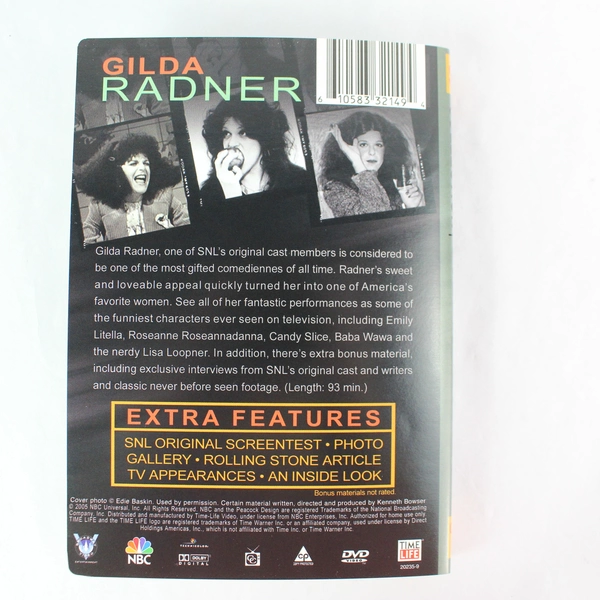 GILDA
RADNER
6 10583 32149 4
Gilda Radner, one of SNL's original cast members is considered to
be one of the most gifted comediennes of all time. Radner's sweet
and loveable appeal quickly turned her into one of America's
favorite women. See all of her fantastic performances as some of
the funniest characters ever seen on television, including Emily
Litella, Roseanne Roseannadanna, Candy Slice, Baba Wawa and
the nerdy Lisa Loopner. In addition, there's extra bonus material,
including exclusive interviews from SNL's original cast and writers
and classic never before seen footage. (Length: 93 min.)
EXTRA FEATURES
SNL ORIGINAL SCREENTEST • PHOTO
GALLERY • ROLLING STONE ARTICLE
TV APPEARANCES • AN INSIDE LOOK
Bonus materials not rated.
Cover photo © Edie Baskin. Used by permission. Certain material written, directed and produced by Kenneth Bowser
© 2005 NBC Universal, Inc. All Rights Reserved. NBC and the Peacock Design are registered trademarks of the National Broadcasting
Company, Inc. Distributed and manufactured by Time-Life Video, under license from NBC Enterprises, Inc. Authorized for home use only.
TIME LIFE and the TIME LIFE logo are registered trademarks of Time Warner Inc. or an affiliated company, used under license by Direct
Holdings Americas, Inc., which is not affiliated with Time Inc. or Time Warner Inc.
ENTERTAINMENT
NBC
DOLBY
DIGITAL
CC
CP
COPY PROTECTED
DVD
VIDEO
TIME
LIFE
20235-9